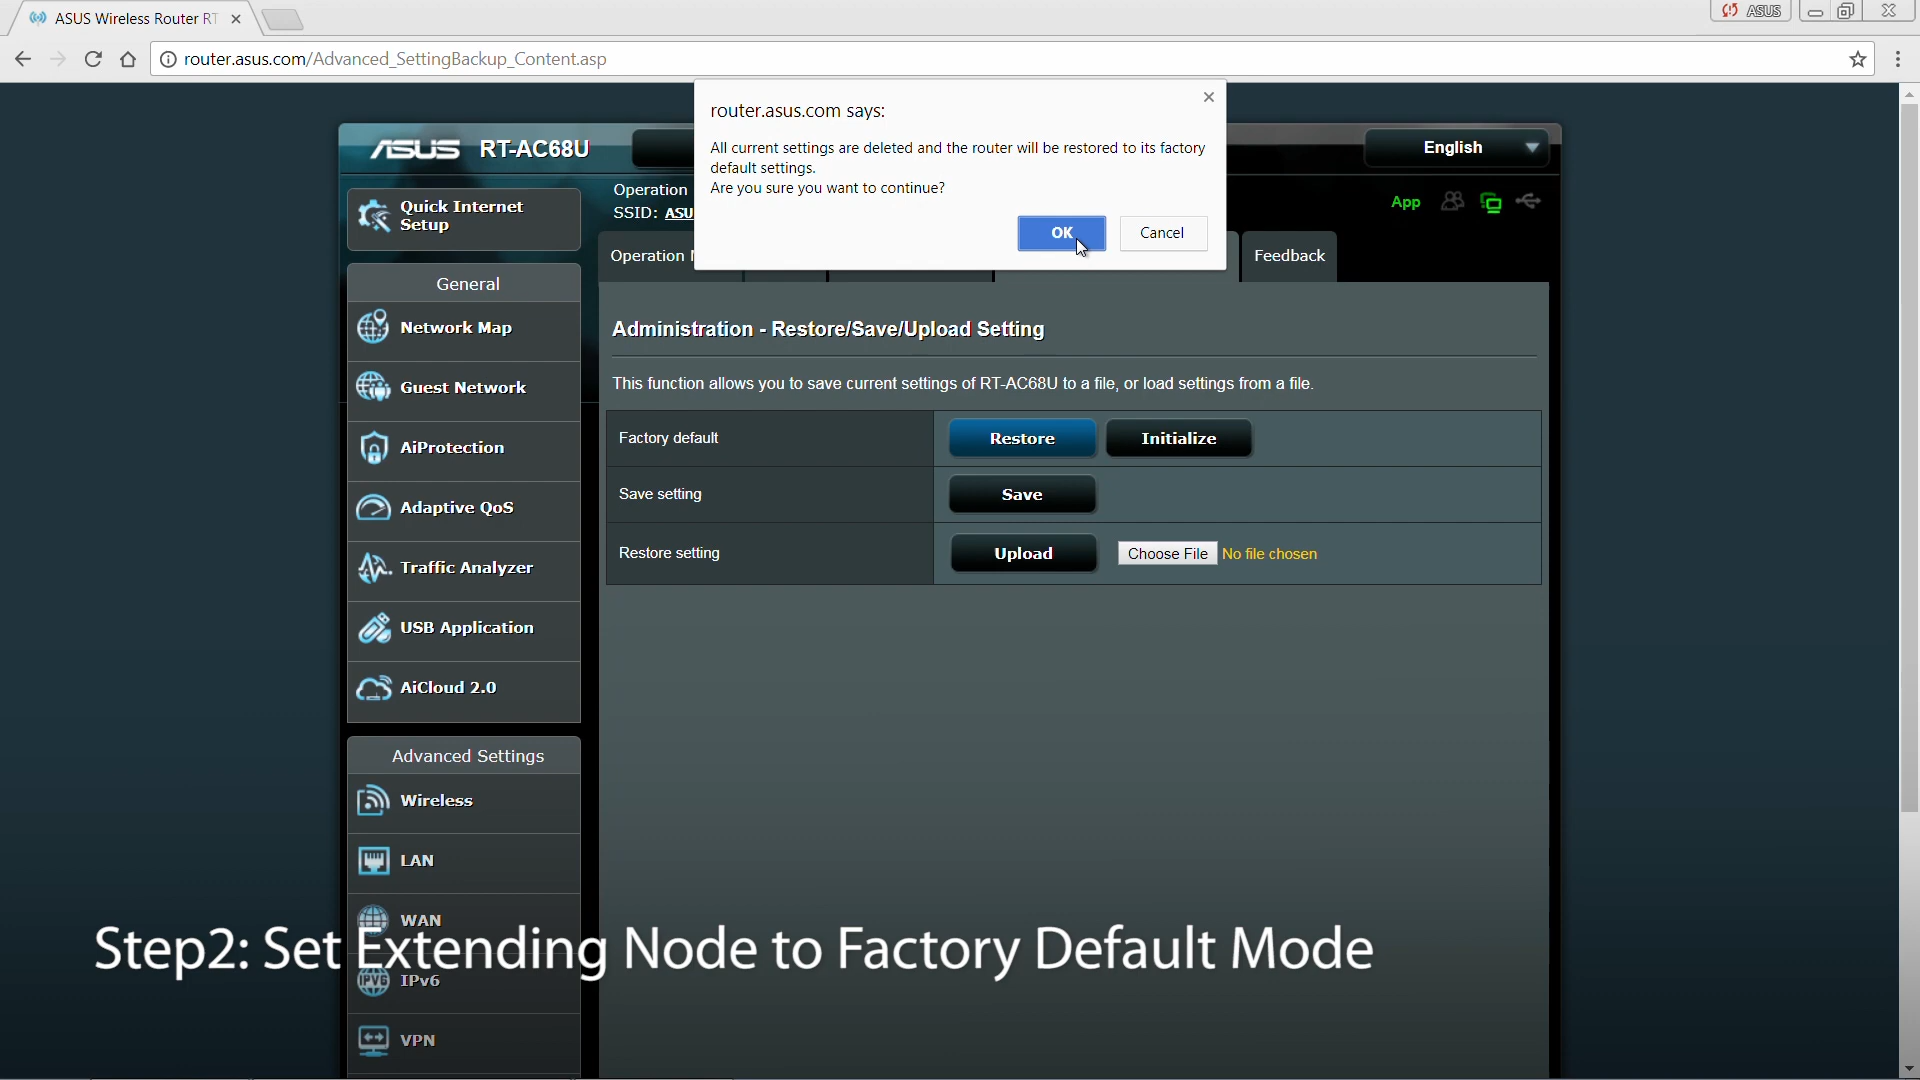 ASUS Wireless Router RT
ASUS
router.asus.com/Advanced_SettingBackup_Content.asp
router.asus.com says:
All current settings are deleted and the router will be restored to its factory
default settings.
Are you sure you want to continue?
OK
Cancel
ASUS RT-AC68U
English
Quick Internet
Setup
Operation
SSID: ASU
App
Operation
Feedback
General
Network Map
Guest Network
AiProtection
Adaptive QoS
Traffic Analyzer
USB Application
AiCloud 2.0
Advanced Settings
Wireless
LAN
WAN
IPv6
VPN
Administration - Restore/Save/Upload Setting
This function allows you to save current settings of RT-AC68U to a file, or load settings from a file.
Factory default
Restore
Initialize
Save setting
Save
Restore setting
Upload
Choose File No file chosen
Step2: Set Extending Node to Factory Default Mode